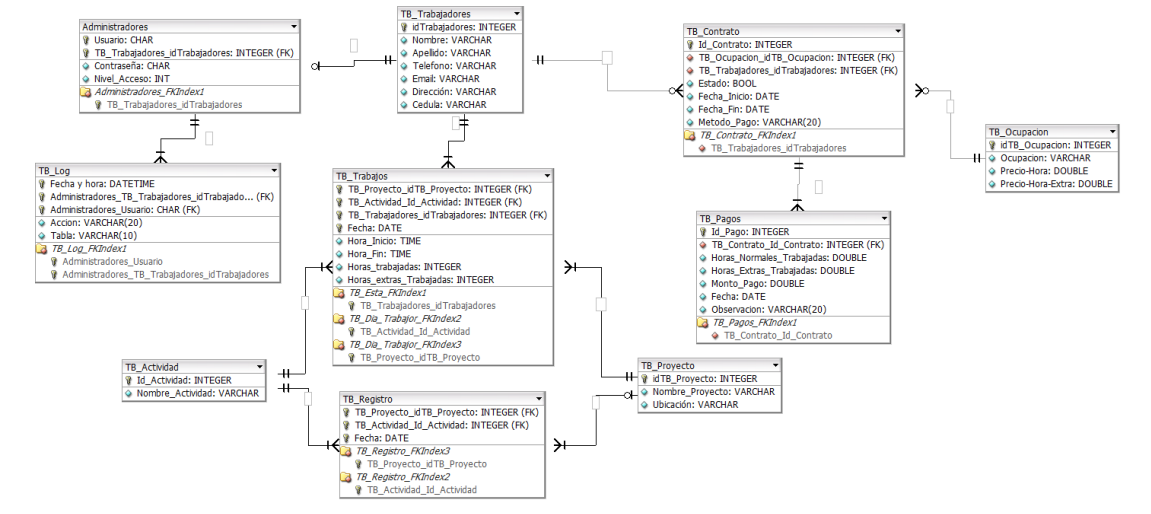 Administradores
Usuario: CHAR
TB_Trabajadores_idTrabajadores: INTEGER (FK)
Contraseña: CHAR
Nivel_Acceso: INT
Administradores_FKIndex1
TB_Trabajadores_idTrabajadores
TB_Trabajadores
idTrabajadores: INTEGER
Nombre: VARCHAR
Apellido: VARCHAR
Telefono: VARCHAR
Email: VARCHAR
Dirección: VARCHAR
Cedula: VARCHAR
TB_Contrato
Id_Contrato: INTEGER
TB_Ocupacion_idTB_Ocupacion: INTEGER (FK)
TB_Trabajadores_idTrabajadores: INTEGER (FK)
Estado: BOOL
Fecha_Inicio: DATE
Fecha_Fin: DATE
Metodo_Pago: VARCHAR(20)
TB_Contrato_FKIndex1
TB_Trabajadores_idTrabajadores
TB_Ocupacion
idTB_Ocupacion: INTEGER
Ocupacion: VARCHAR
Precio-Hora: DOUBLE
Precio-Hora-Extra: DOUBLE
TB_Log
Fecha y hora: DATETIME
Administradores_TB_Trabajadores_idTrabajado... (FK)
Administradores_Usuario: CHAR (FK)
Accion: VARCHAR(20)
Tabla: VARCHAR(10)
TB_Log_FKIndex1
Administradores_Usuario
Administradores_TB_Trabajadores_idTrabajadores
TB_Trabajos
TB_Proyecto_idTB_Proyecto: INTEGER (FK)
TB_Actividad_Id_Actividad: INTEGER (FK)
TB_Trabajadores_idTrabajadores: INTEGER (FK)
Fecha: DATE
Hora_Inicio: TIME
Hora_Fin: TIME
Horas_trabajadas: INTEGER
Horas_extras_Trabajadas: INTEGER
TB_Esta_FKIndex1
TB_Trabajadores_idTrabajadores
TB_Dia_Trabajor_FKIndex2
TB_Actividad_Id_Actividad
TB_Dia_Trabajor_FKIndex3
TB_Proyecto_idTB_Proyecto
TB_Pagos
Id_Pago: INTEGER
TB_Contrato_Id_Contrato: INTEGER (FK)
Horas_Normales_Trabajadas: DOUBLE
Horas_Extras_Trabajadas: DOUBLE
Monto_Pago: DOUBLE
Fecha: DATE
Observacion: VARCHAR(20)
TB_Pagos_FKIndex1
TB_Contrato_Id_Contrato
TB_Actividad
Id_Actividad: INTEGER
Nombre_Actividad: VARCHAR
TB_Proyecto
idTB_Proyecto: INTEGER
Nombre_Proyecto: VARCHAR
Ubicación: VARCHAR
TB_Registro
TB_Proyecto_idTB_Proyecto: INTEGER (FK)
TB_Actividad_Id_Actividad: INTEGER (FK)
Fecha: DATE
TB_Registro_FKIndex3
TB_Proyecto_idTB_Proyecto
TB_Registro_FKIndex2
TB_Actividad_Id_Actividad